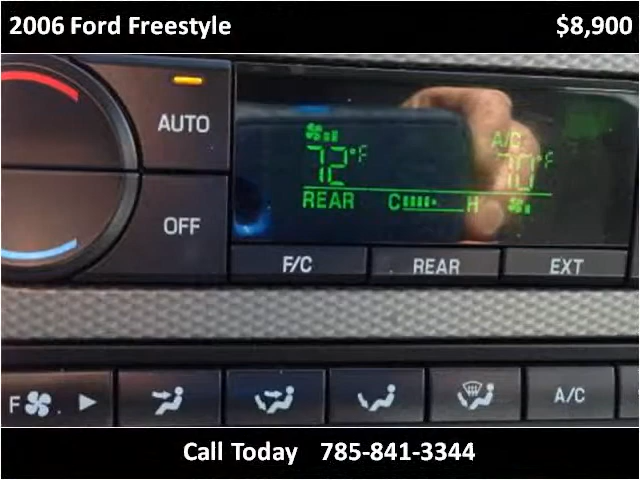 2006 Ford Freestyle $8,900
AUTO
A/C
72°F 70°F
REAR C H
OFF
F/C REAR EXT
F A/C
Call Today 785-841-3344